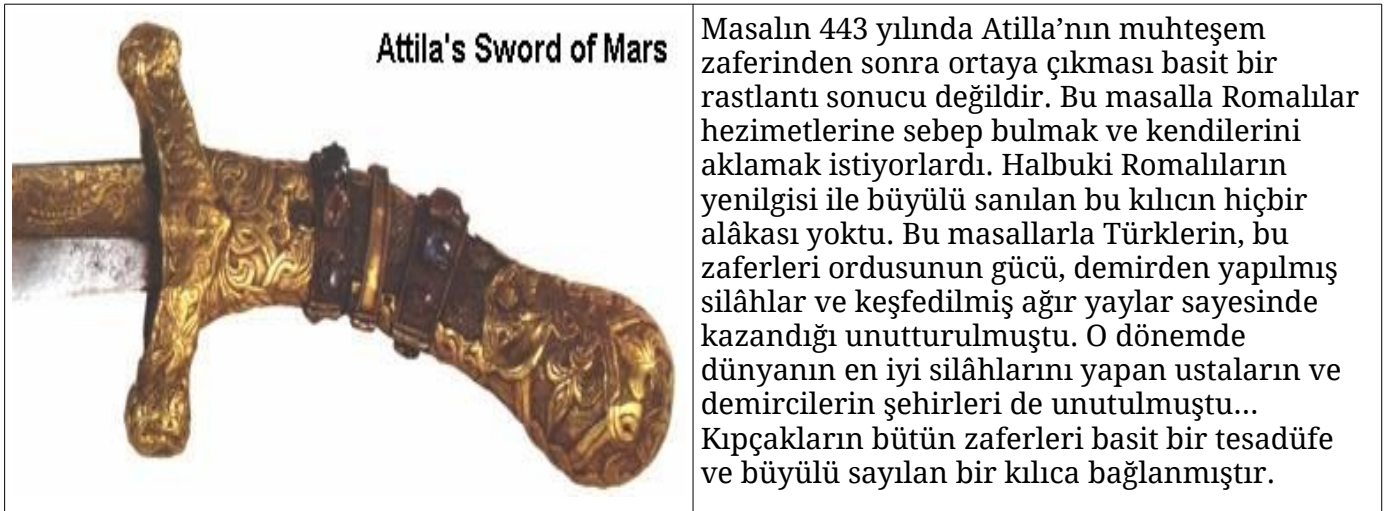 Attila's Sword of Mars
Masalın 443 yılında Atilla’nın muhteşem
zaferinden sonra ortaya çıkması basit bir
rastlantı sonucu değildir. Bu masalla Romalılar
hezimetlerine sebep bulmak ve kendilerini
aklamak istiyorlardı. Halbuki Romalıların
yenilgisi ile büyülü sanılan bu kılıcın hiçbir
alâkası yoktu. Bu masallarla Türklerin, bu
zaferleri ordusunun gücü, demirden yapılmış
silâhlar ve keşfedilmiş ağır yaylar sayesinde
kazandığı unutturulmuştu. O dönemde
dünyanın en iyi silâhlarını yapan ustaların ve
demircilerin şehirleri de unutulmuştu...
Kıpçakların bütün zaferleri basit bir tesadüfe
ve büyülü sayılan bir kılıca bağlanmıştır.